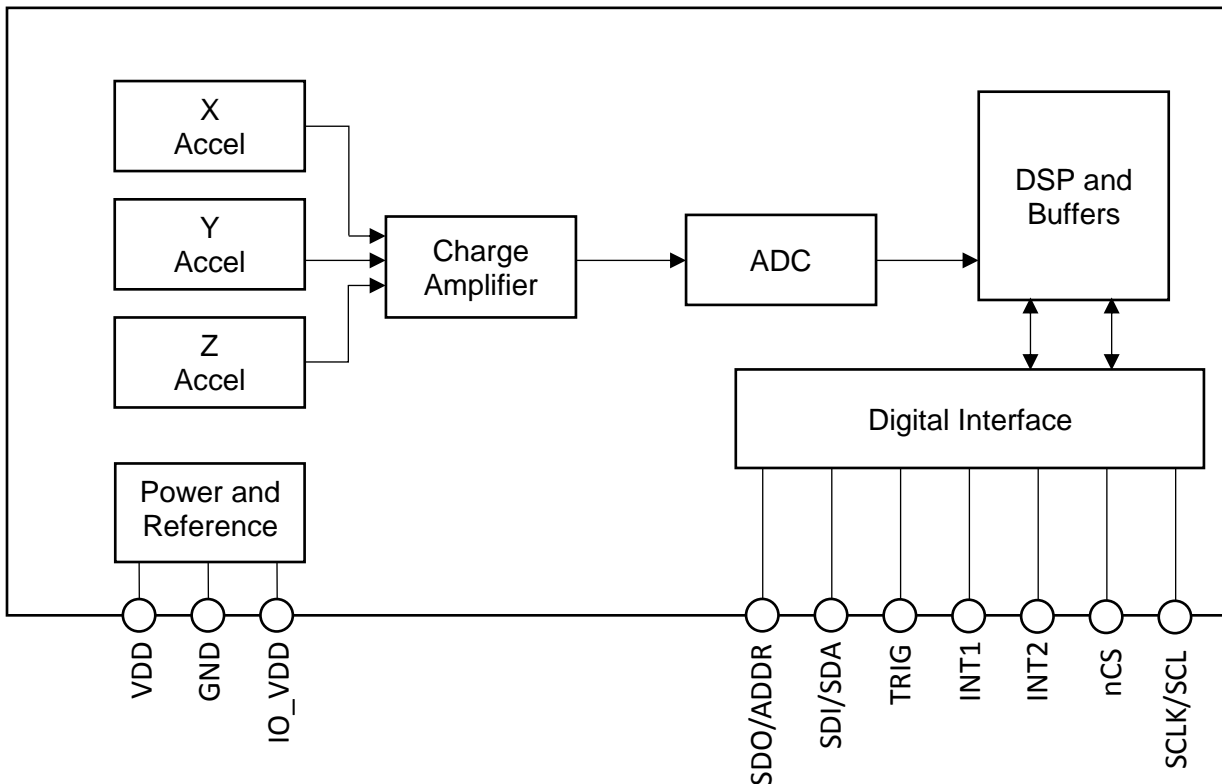 X
Accel
Y
Accel
Z
Accel
Charge
Amplifier
ADC
DSP and
Buffers
Digital Interface
Power and
Reference
VDD
GND
IO_VDD
SDO/ADDR
SDI/SDA
TRIG
INT1
INT2
nCS
SCLK/SCL